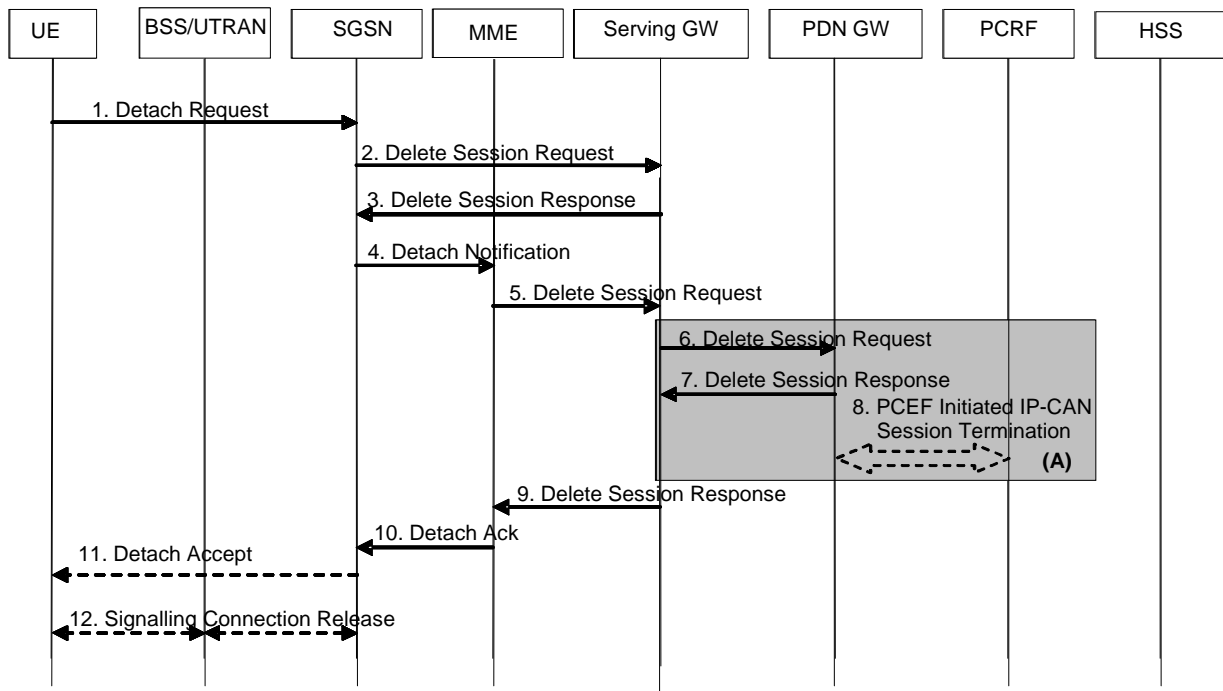 UE
BSS/UTRAN
SGSN
MME
Serving GW
PDN GW
PCRF
HSS
1. Detach Request
2. Delete Session Request
3. Delete Session Response
4. Detach Notification
5. Delete Session Request
6. Delete Session Request
7. Delete Session Response
8. PCEF Initiated IP-CAN
Session Termination
(A)
9. Delete Session Response
10. Detach Ack
11. Detach Accept
12. Signalling Connection Release